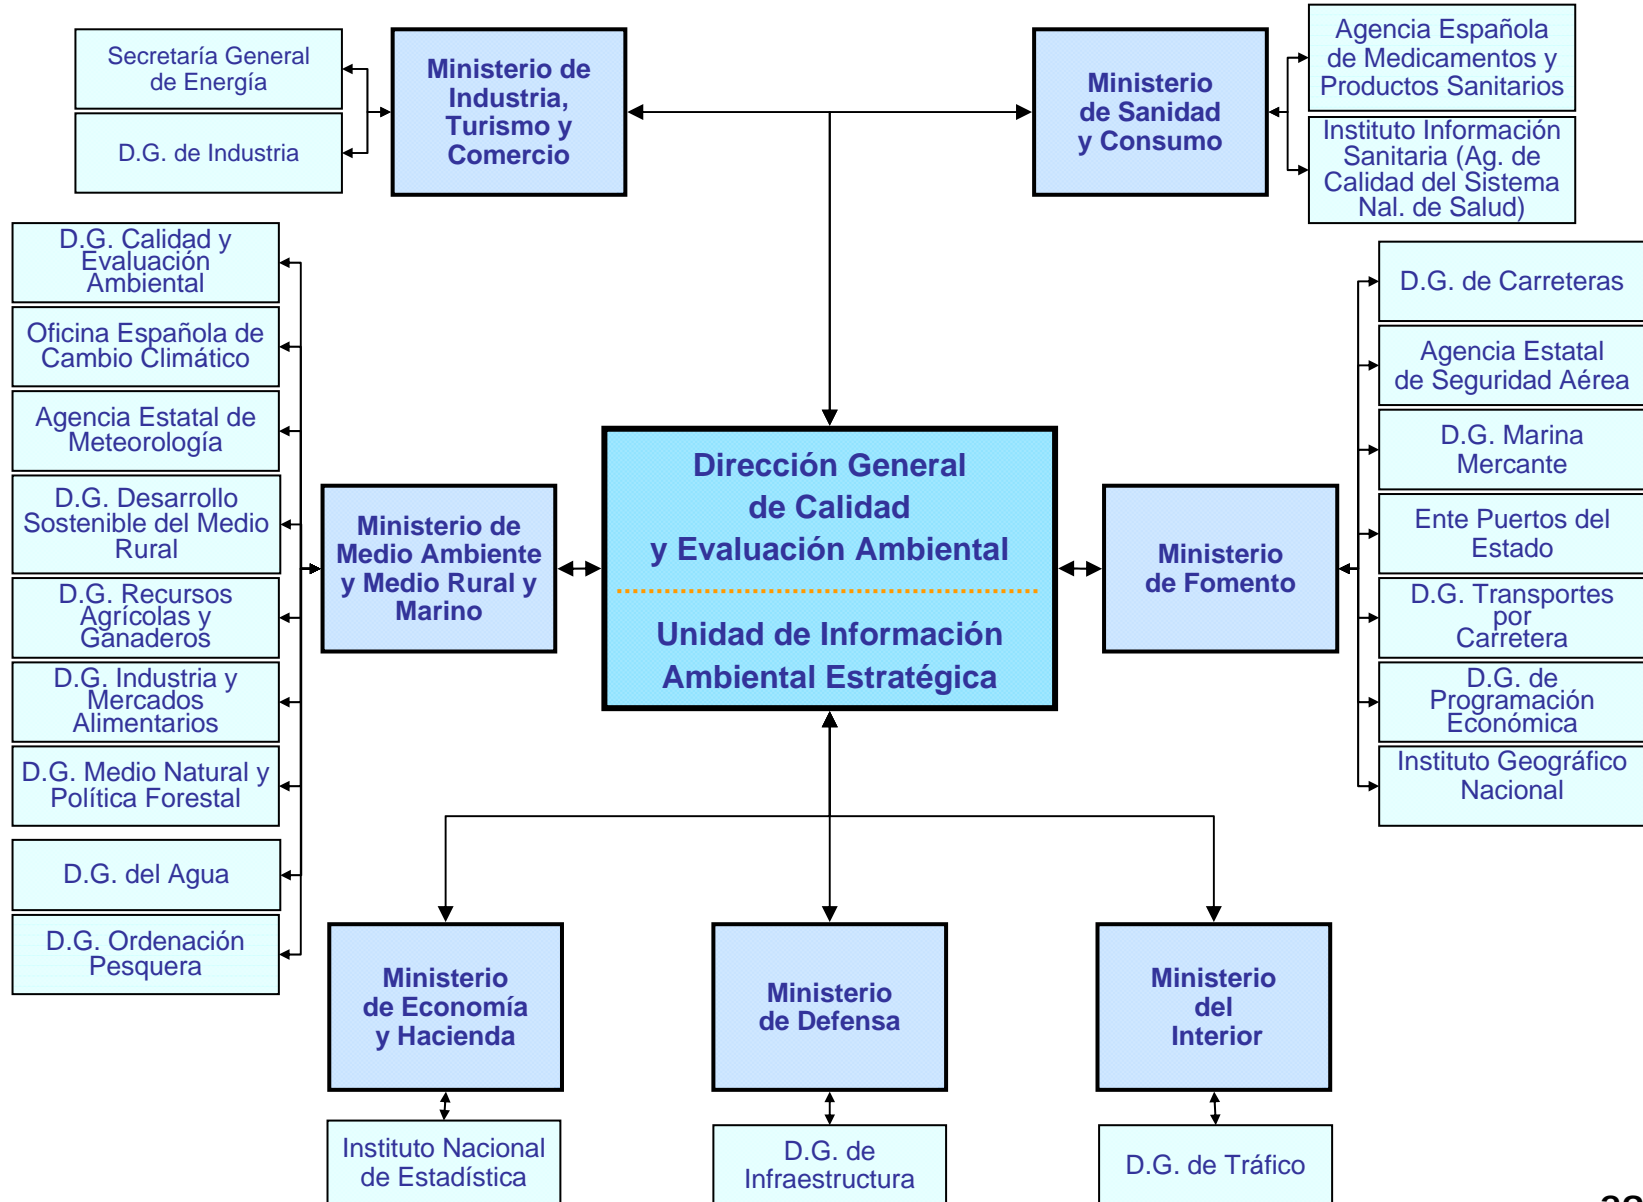 Secretaría General
de Energía
D.G. de Industria
Ministerio de
Industria,
Turismo y
Comercio
Ministerio
de Sanidad
y Consumo
Agencia Española
de Medicamentos y
Productos Sanitarios
Instituto Información
Sanitaria (Ag. de
Calidad del Sistema
Nal. de Salud)
D.G. Calidad y
Evaluación
Ambiental
Oficina Española de
Cambio Climático
Agencia Estatal de
Meteorología
D.G. Desarrollo
Sostenible del Medio
Rural
D.G. Recursos
Agrícolas y
Ganaderos
D.G. Industria y
Mercados
Alimentarios
D.G. Medio Natural y
Política Forestal
D.G. del Agua
D.G. Ordenación
Pesquera
Ministerio de
Medio Ambiente
y Medio Rural y
Marino
Dirección General
de Calidad
y Evaluación Ambiental
Unidad de Información
Ambiental Estratégica
Ministerio
de Fomento
D.G. de Carreteras
Agencia Estatal
de Seguridad Aérea
D.G. Marina
Mercante
Ente Puertos del
Estado
D.G. Transportes
por
Carretera
D.G. de
Programación
Económica
Instituto Geográfico
Nacional
Ministerio
de Economía
y Hacienda
Ministerio
de Defensa
Ministerio
del
Interior
Instituto Nacional
de Estadística
D.G. de
Infraestructura
D.G. de Tráfico